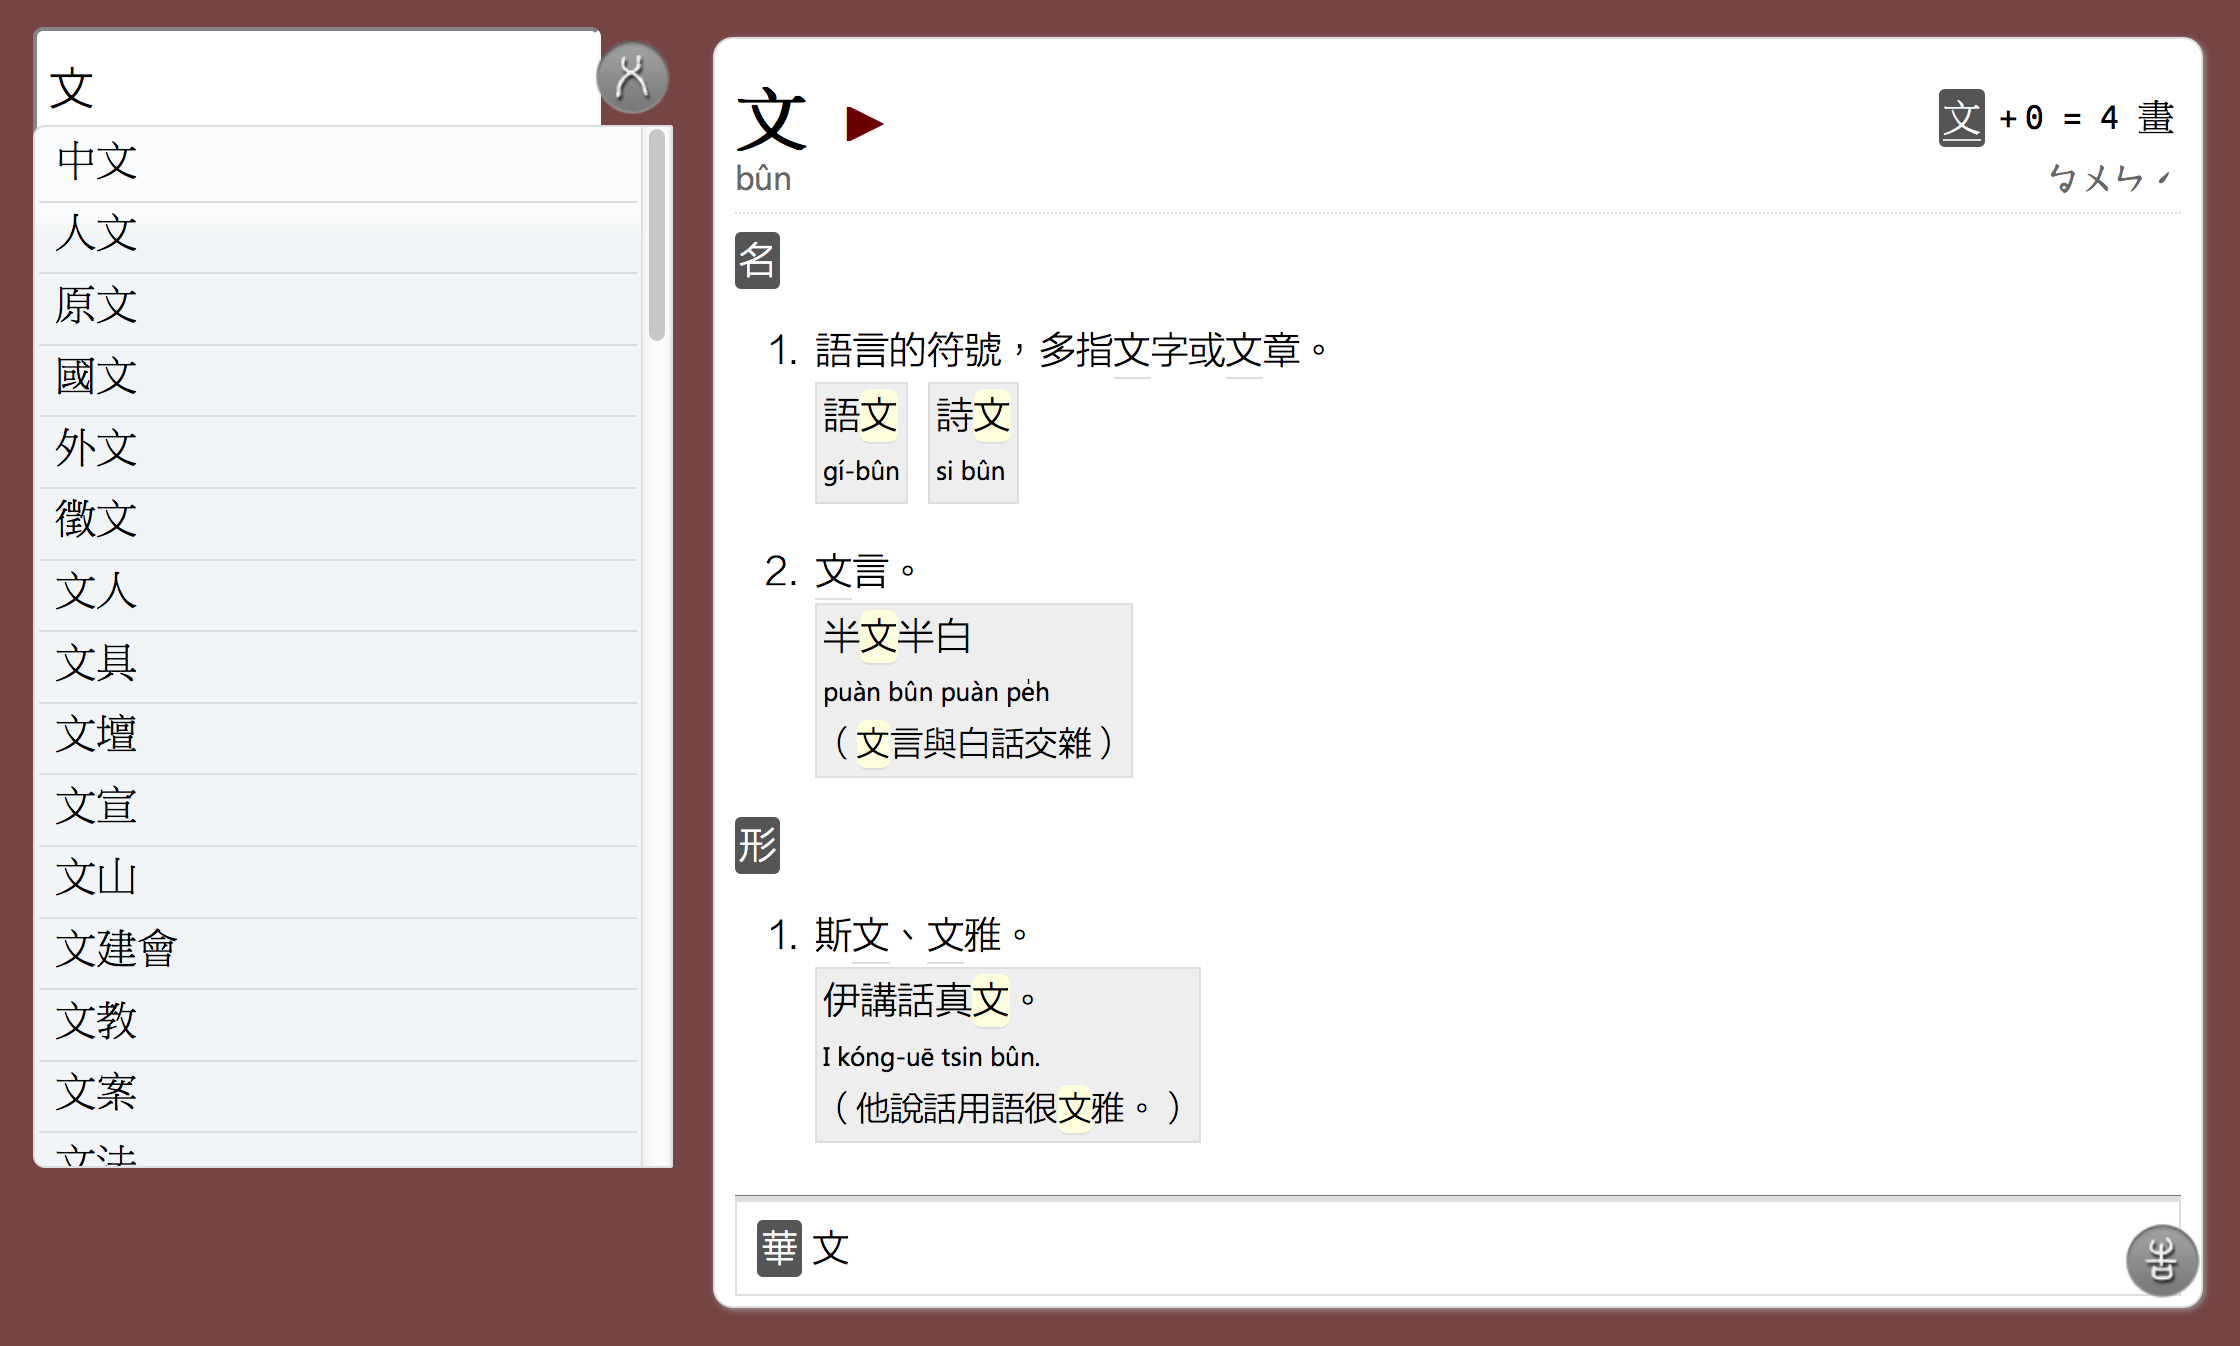 文
中文
人文
原文
國文
外文
徵文
文人
文具
文壇
文宣
文山
文建會
文教
文案
文法
文 ▶
文 +0 = 4 畫
bûn
ㄅㄨㄣˊ
名
1. 語言的符號，多指文字或文章。
語文 詩文
gí-bûn si bûn
2. 文言。
半文半白
puàn bûn puàn pe̍h
（文言與白話交雜）
形
1. 斯文、文雅。
伊講話真文。
I kóng-uē tsin bûn.
（他說話用語很文雅。）
華 文